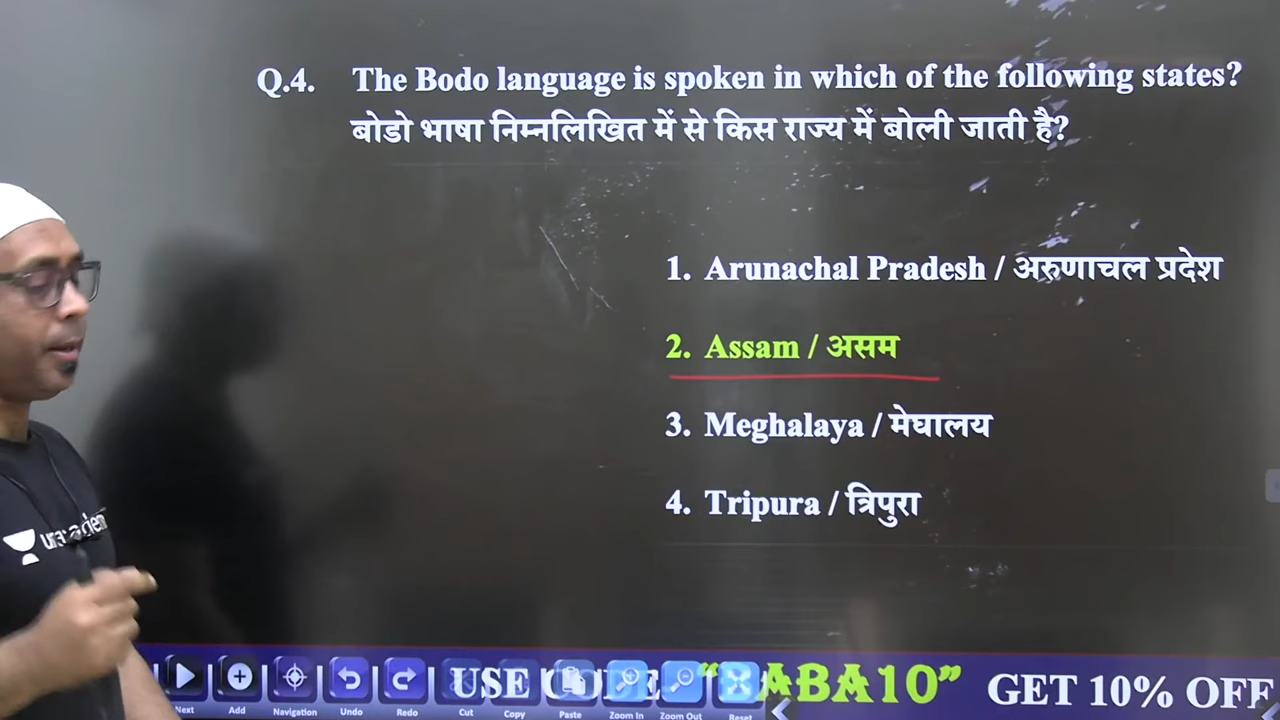 Q.4. The Bodo language is spoken in which of the following states?
बोडो भाषा निम्नलिखित में से किस राज्य में बोली जाती है?
1. Arunachal Pradesh / अरुणाचल प्रदेश
2. Assam / असम
3. Meghalaya / मेघालय
4. Tripura / त्रिपुरा
USE CODE "BABA10" GET 10% OFF
Next Add Navigation Undo Redo Cut Copy Paste Zoom In Zoom Out Reset